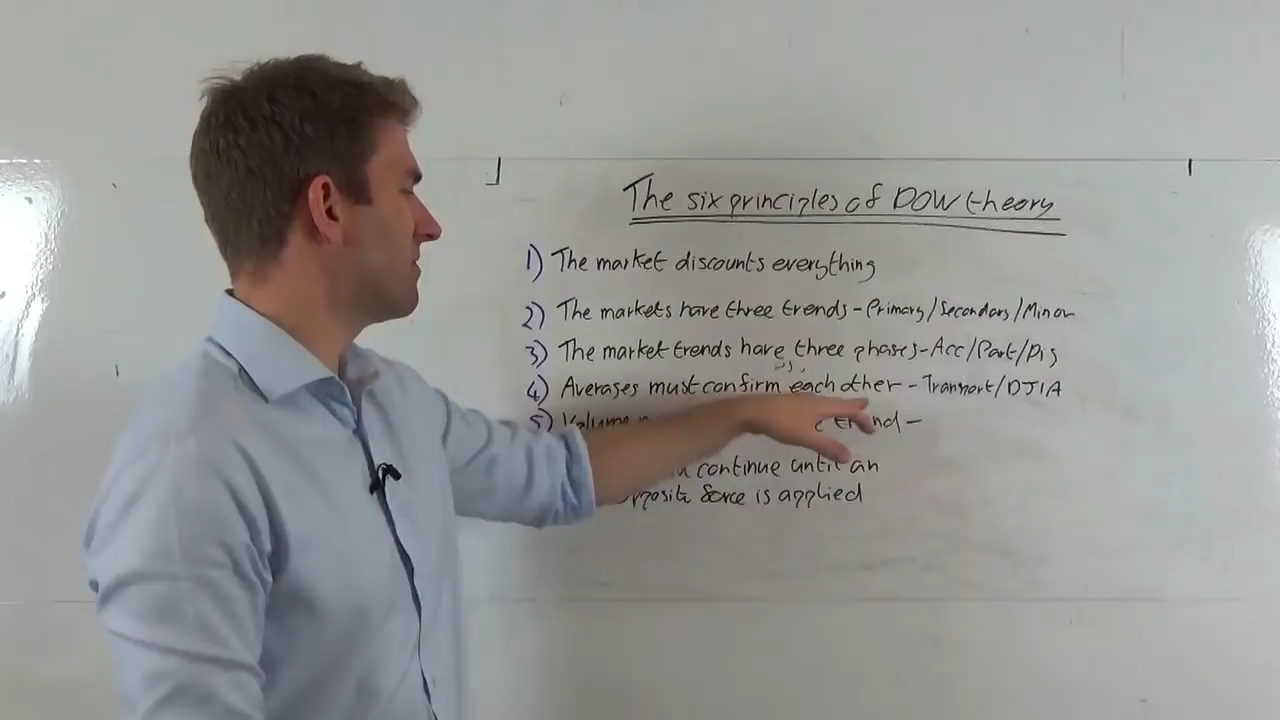 The six principles of DOW theory
1) The market discounts everything
2) The markets have three trends - Primary/Secondary/Minor
3) The market trends have three phases - Acc/Part/Dis
4) Averages must confirm each other - Transport/DJIA
5) Volume trend -
continue until an
opposite force is applied